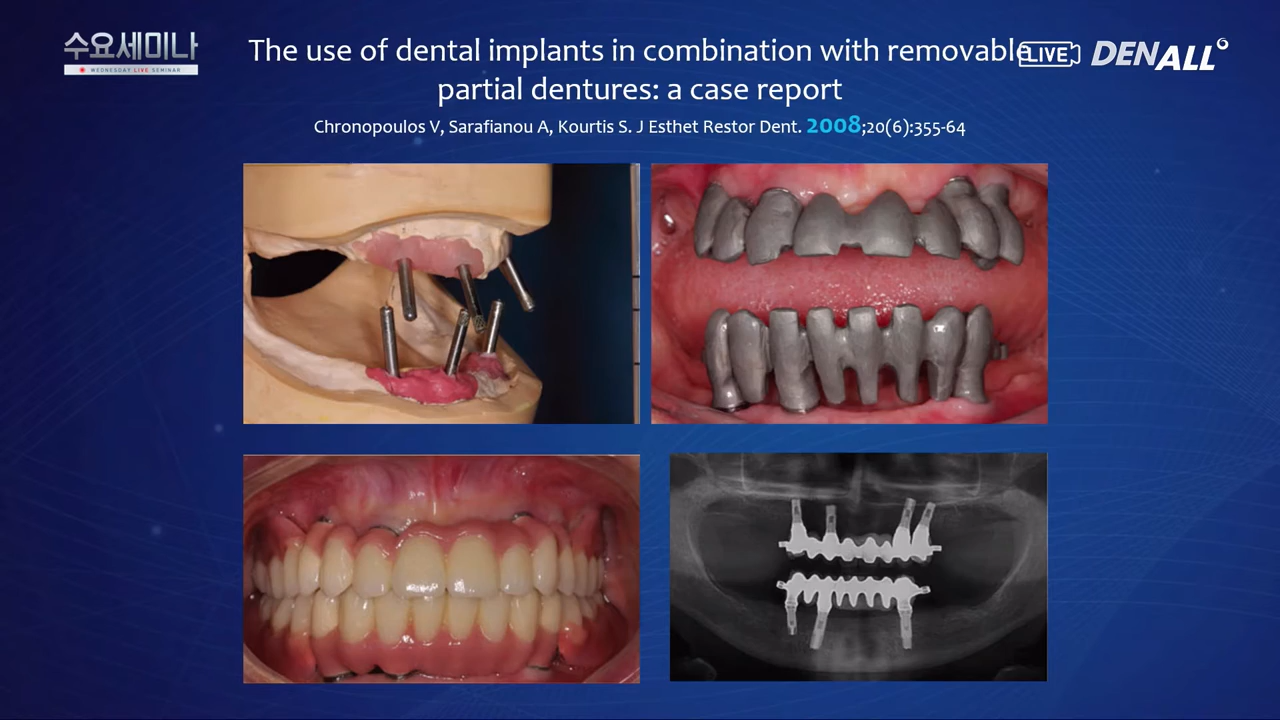 수요세미나
WEDNESDAY LIVE SEMINAR
The use of dental implants in combination with removable
partial dentures: a case report
Chronopoulos V, Sarafianou A, Kourtis S. J Esthet Restor Dent. 2008;20(6):355-64
LIVE
DENALL